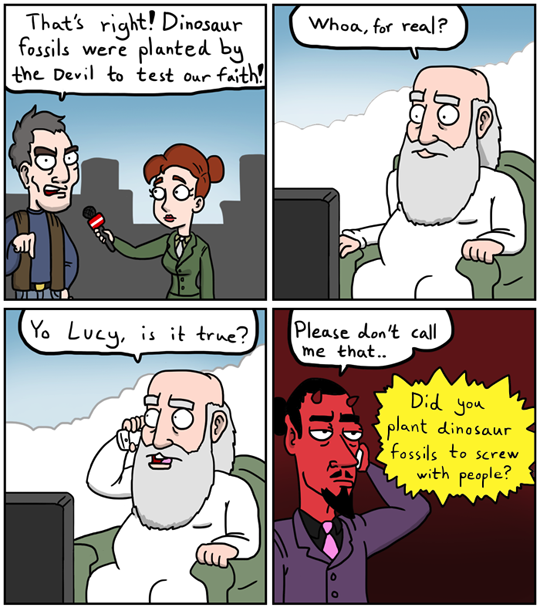 That's right! Dinosaur
fossils were planted by
the Devil to test our faith!
Whoa, for real?
Yo Lucy, is it true?
Please don't call
me that..
Did you
plant dinosaur
fossils to screw
with people?